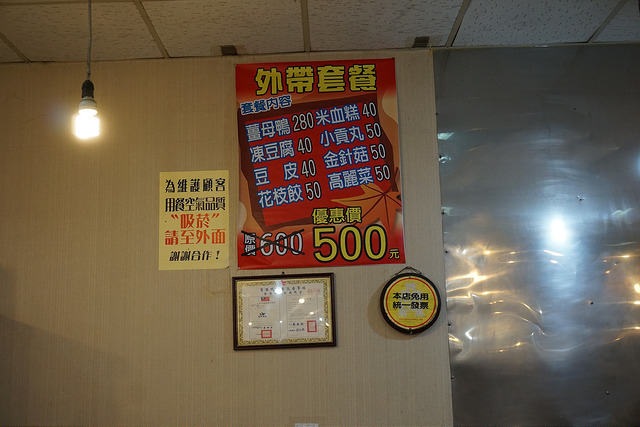 外帶套餐
套餐內容
薑母鴨 280 米血糕 40
凍豆腐 40 小貢丸 50
豆皮 40 金針菇 50
花枝餃 50 高麗菜 50
優惠價
原價 600 500元
為維護顧客
用餐空氣品質
“吸菸”
請至外面
謝謝合作！
本店免用
統一發票